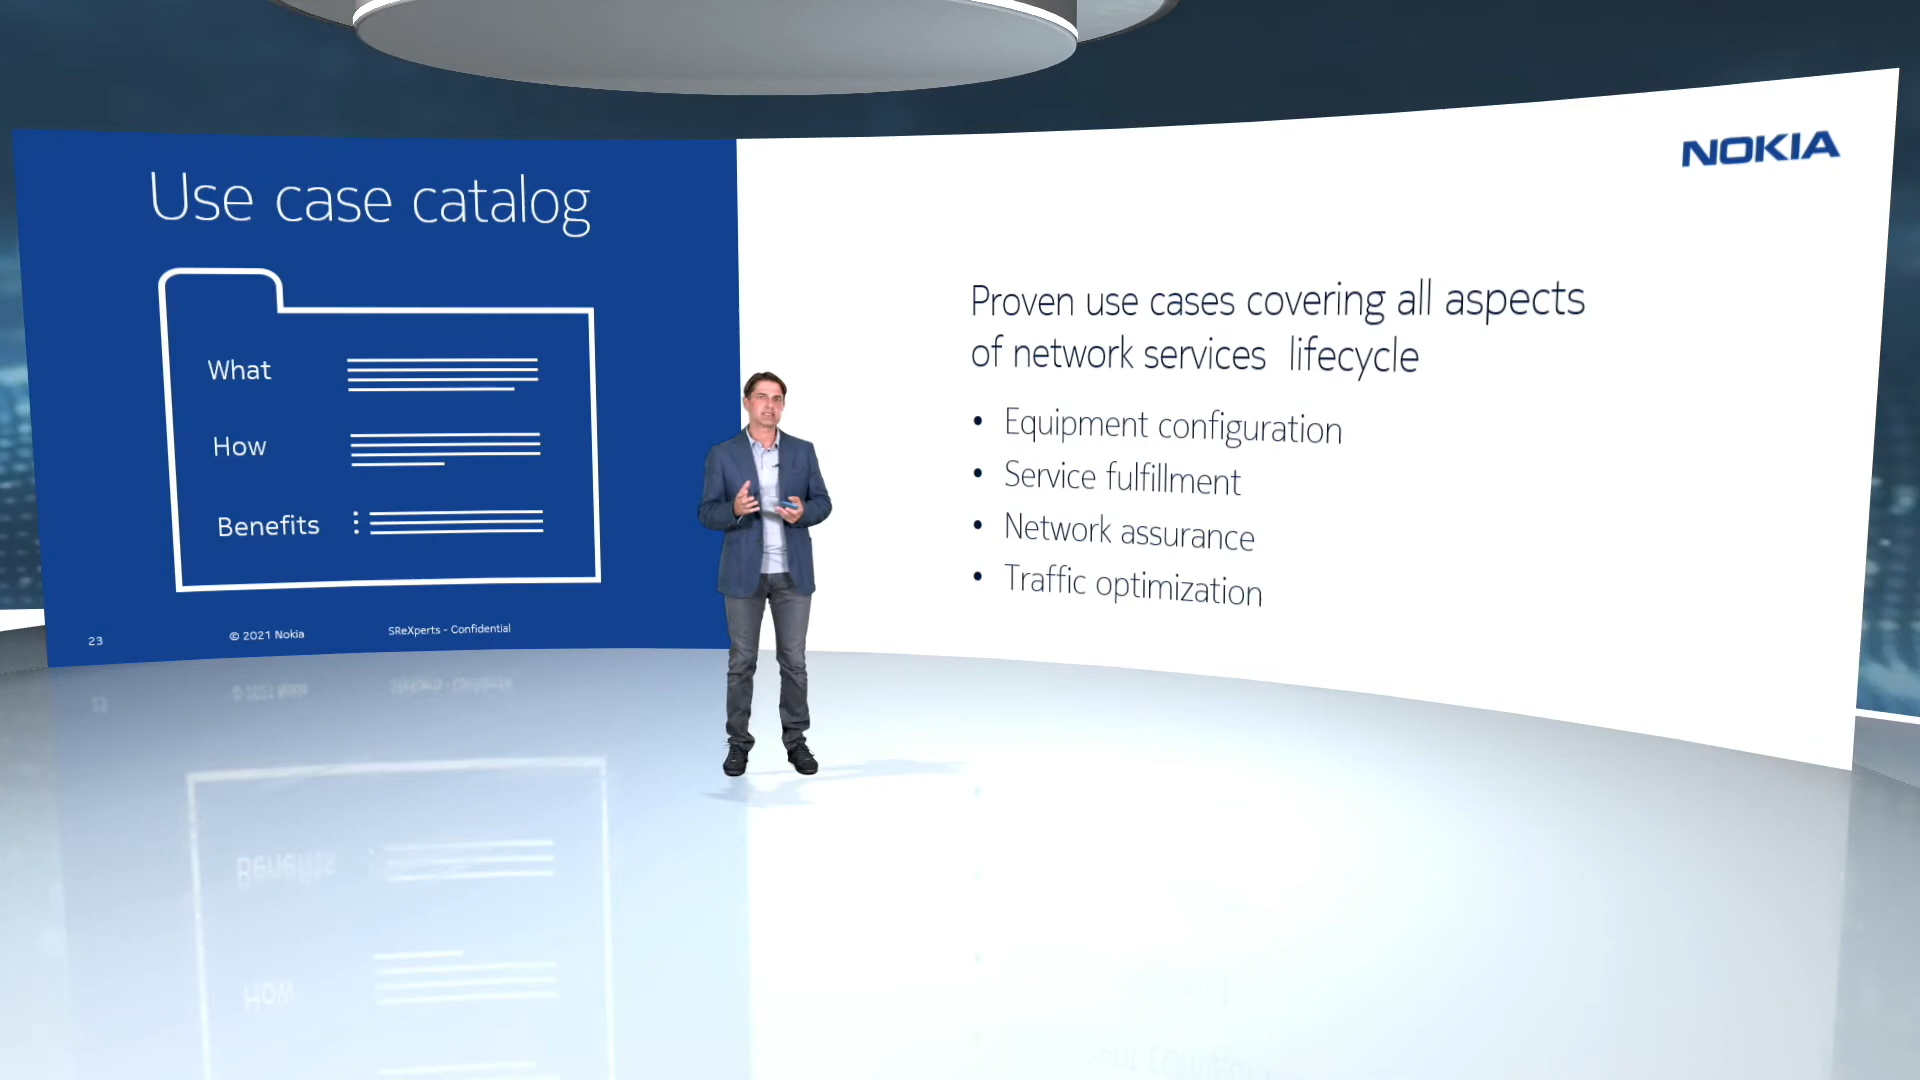 Use case catalog
What
How
Benefits
23
© 2021 Nokia
SReXperts - Confidential
NOKIA
Proven use cases covering all aspects
of network services lifecycle
• Equipment configuration
• Service fulfillment
• Network assurance
• Traffic optimization